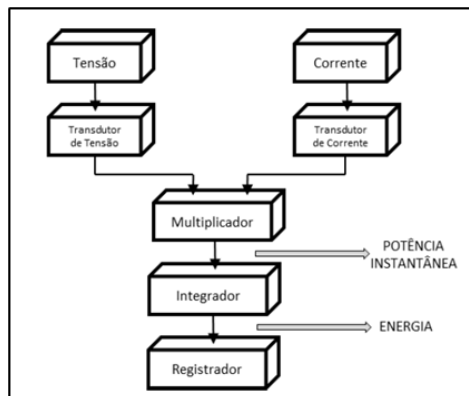 Tensão
Corrente
Transdutor
de Tensão
Transdutor
de Corrente
Multiplicador
POTÊNCIA
INSTANTÂNEA
Integrador
ENERGIA
Registrador